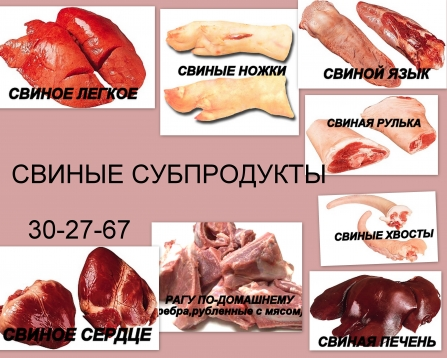 СВИНОЕ ЛЕГКОЕ
СВИНЫЕ НОЖКИ
СВИНОЙ ЯЗЫК
СВИНАЯ РУЛЬКА
СВИНЫЕ СУБПРОДУКТЫ
30-27-67
СВИНЫЕ ХВОСТЫ
СВИНОЕ СЕРДЦЕ
РАГУ ПО-ДОМАШНЕМУ
ребра,рубленные с мясом,
СВИНАЯ ПЕЧЕНЬ